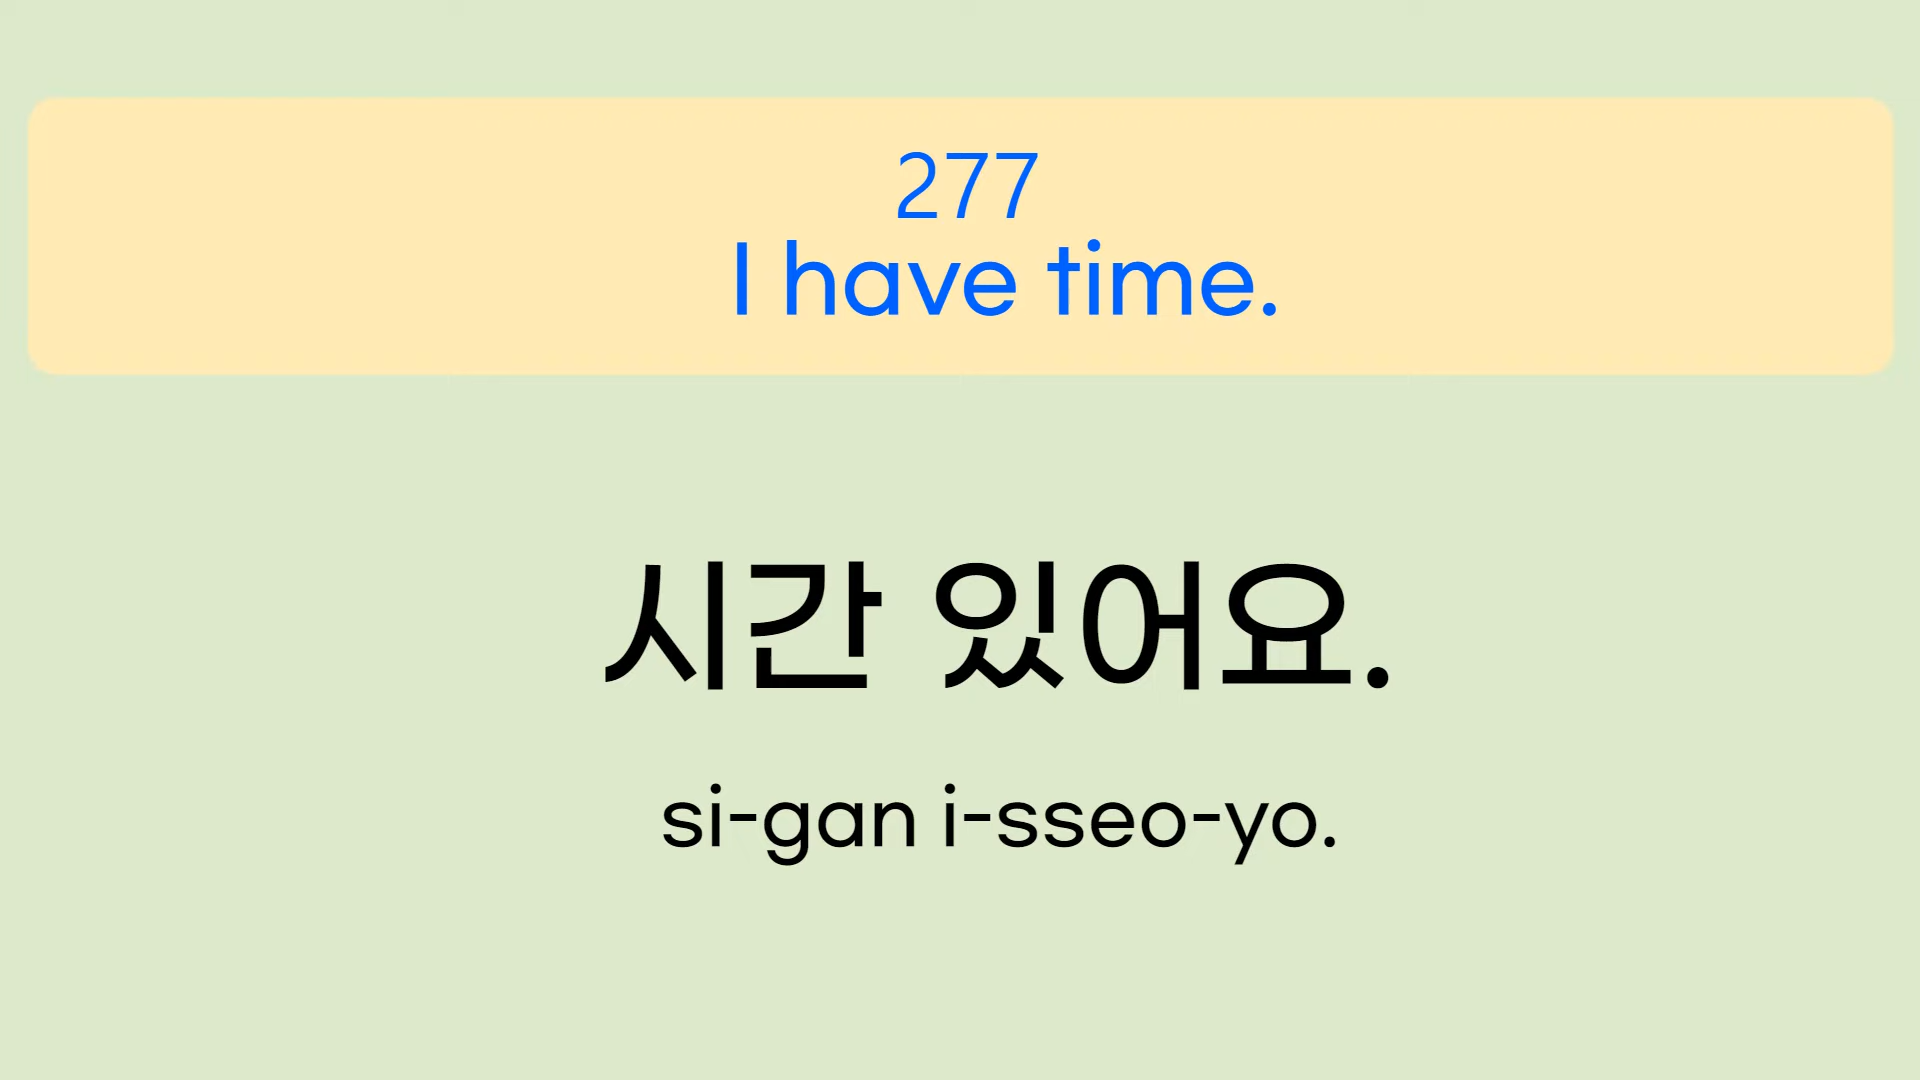 277
I have time.
시간 있어요.
si-gan i-sseo-yo.